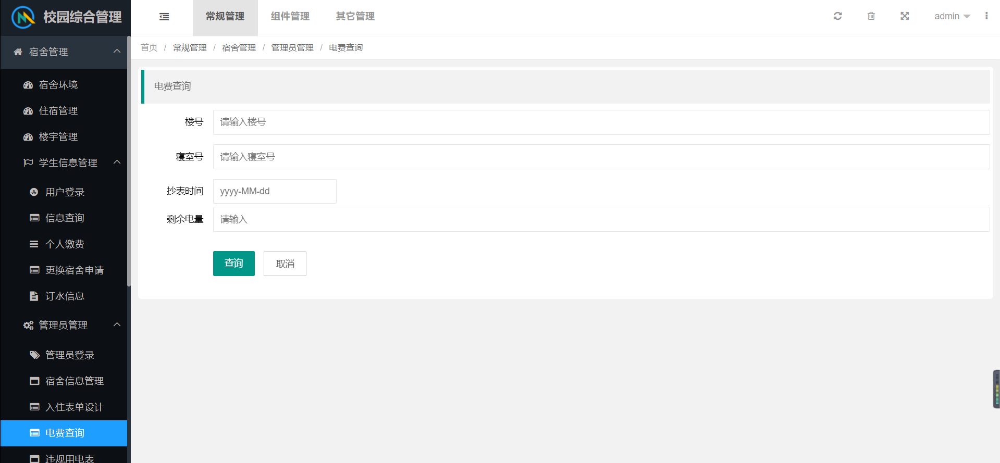 校园综合管理
常规管理 组件管理 其它管理
admin
首页 / 常规管理 / 宿舍管理 / 管理员管理 / 电费查询
宿舍管理
宿舍环境
住宿管理
楼宇管理
学生信息管理
用户登录
信息查询
个人缴费
更换宿舍申请
订水信息
管理员管理
管理员登录
宿舍信息管理
入住表单设计
电费查询
违规用电表
电费查询
楼号 请输入楼号
寝室号 请输入寝室号
抄表时间 yyyy-MM-dd
剩余电量 请输入
查询 取消